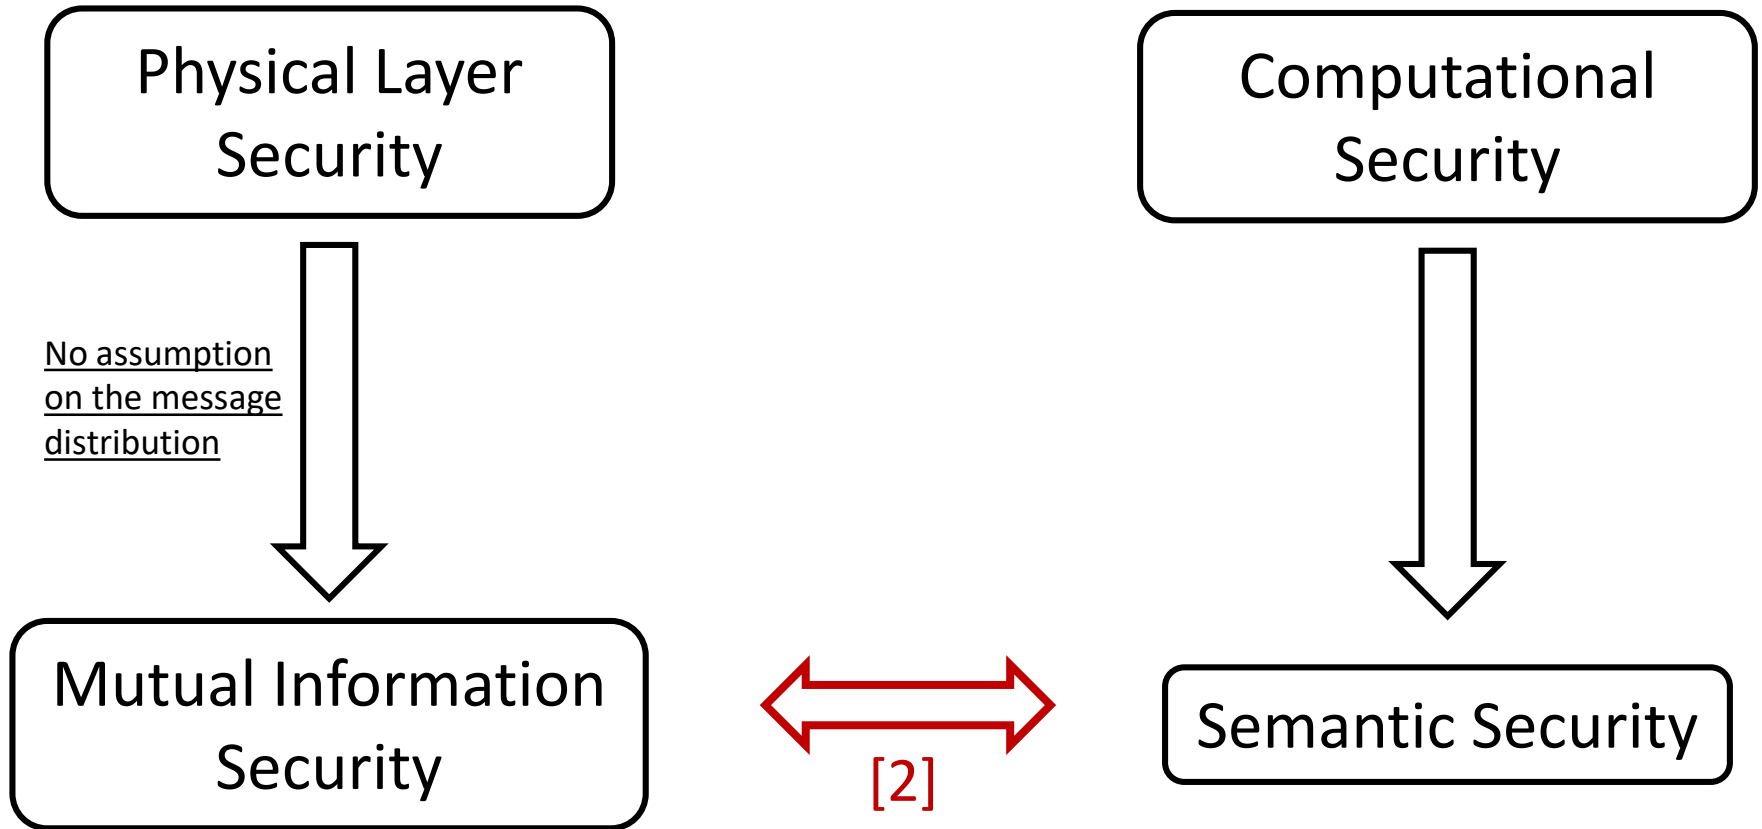 Physical Layer
Security
Computational
Security
No assumption
on the message
distribution
Mutual Information
Security
[2]
Semantic Security